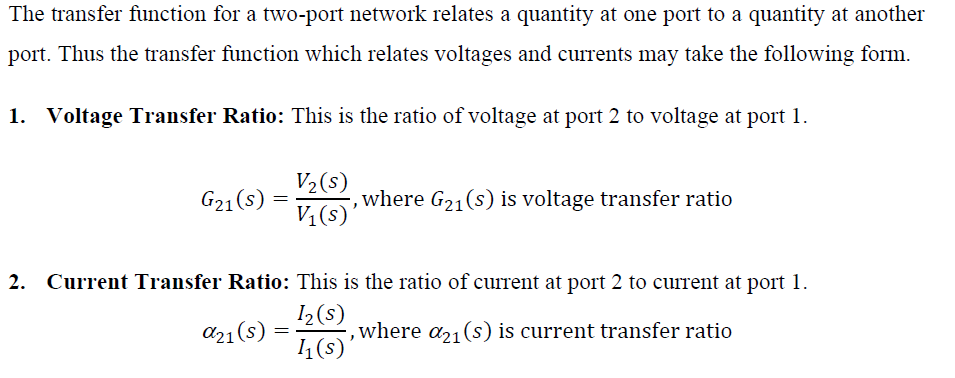 The transfer function for a two-port network relates a quantity at one port to a quantity at another
port. Thus the transfer function which relates voltages and currents may take the following form.
1. Voltage Transfer Ratio: This is the ratio of voltage at port 2 to voltage at port 1.
G₂₁(s) = V₂(s)/V₁(s), where G₂₁(s) is voltage transfer ratio
2. Current Transfer Ratio: This is the ratio of current at port 2 to current at port 1.
α₂₁(s) = I₂(s)/I₁(s), where α₂₁(s) is current transfer ratio